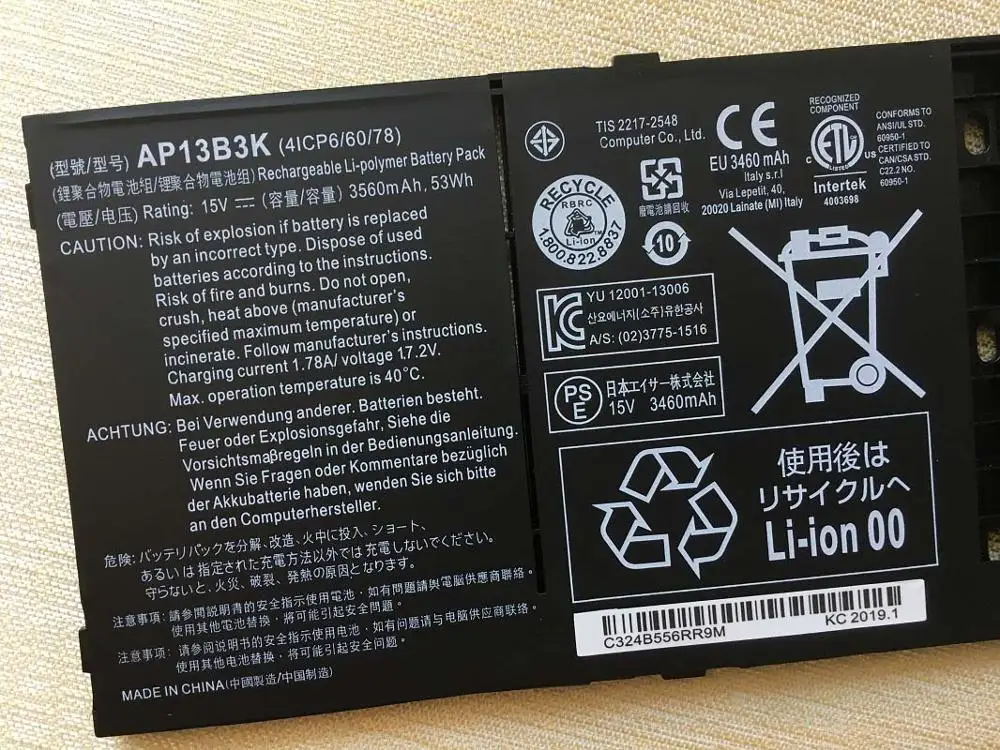 (型號/型号) AP13B3K (4ICP6/60/78)
(鋰聚合物電池組/锂聚合物电池组) Rechargeable Li-polymer Battery Pack
(電壓/电压) Rating: 15V ⎓ (容量/容量) 3560mAh, 53Wh
CAUTION: Risk of explosion if battery is replaced
by an incorrect type. Dispose of used
batteries according to the instructions.
Risk of fire and burns. Do not open,
crush, heat above (manufacturer's
specified maximum temperature) or
incinerate. Follow manufacturer's instructions.
Charging current 1.78A/ voltage 17.2V.
Max. operation temperature is 40°C.
ACHTUNG: Bei Verwendung anderer. Batterien besteht.
Feuer oder Explosionsgefahr, Siehe die
Vorsichtsmaβregeln in der Bedienungsanleitung.
Wenn Sie Fragen oder Kommentare bezüglich
der Akkubatterie haben, wenden Sie sich bitte
an den Computerhersteller.
危険: バッテリパックを分解、改造、火中に投入、ショート、
あるいは指定された充電方法以外では充電しないでください。
守らないと、火災、破裂、発熱の原因となります。
注意事項: 請參閱說明書的安全指示使用電池，如有問題請與電腦供應商聯絡。
使用其他電池替換，將可能引起安全問題。
注意事项: 请参阅说明书的安全指示使用电池，如有问题请与电脑供应商联络。
使用其他电池替换，将可能引起安全问题。
MADE IN CHINA(中國製造/中国制造)
TIS 2217-2548
Computer Co., Ltd.
CE
EU 3460 mAh
Italy s.r.l
Via Lepetit, 40,
20020 Lainate (MI) Italy
RECOGNIZED
COMPONENT
C ETL US
LISTED
Intertek
4003698
CONFORMS TO
ANSI/UL STD.
60950-1
CERTIFIED TO
CAN/CSA STD.
C22.2 NO.
60950-1
RECYCLE
RBRC
Li-ion
1.800.822.8837
廢電池請回收
10
KC
YU 12001-13006
산요에너지(소주)유한공사
A/S: (02)3775-1516
PS
E
日本エイサー株式会社
15V 3460mAh
使用後は
リサイクルへ
Li-ion 00
C324B556RR9M
KC 2019.1